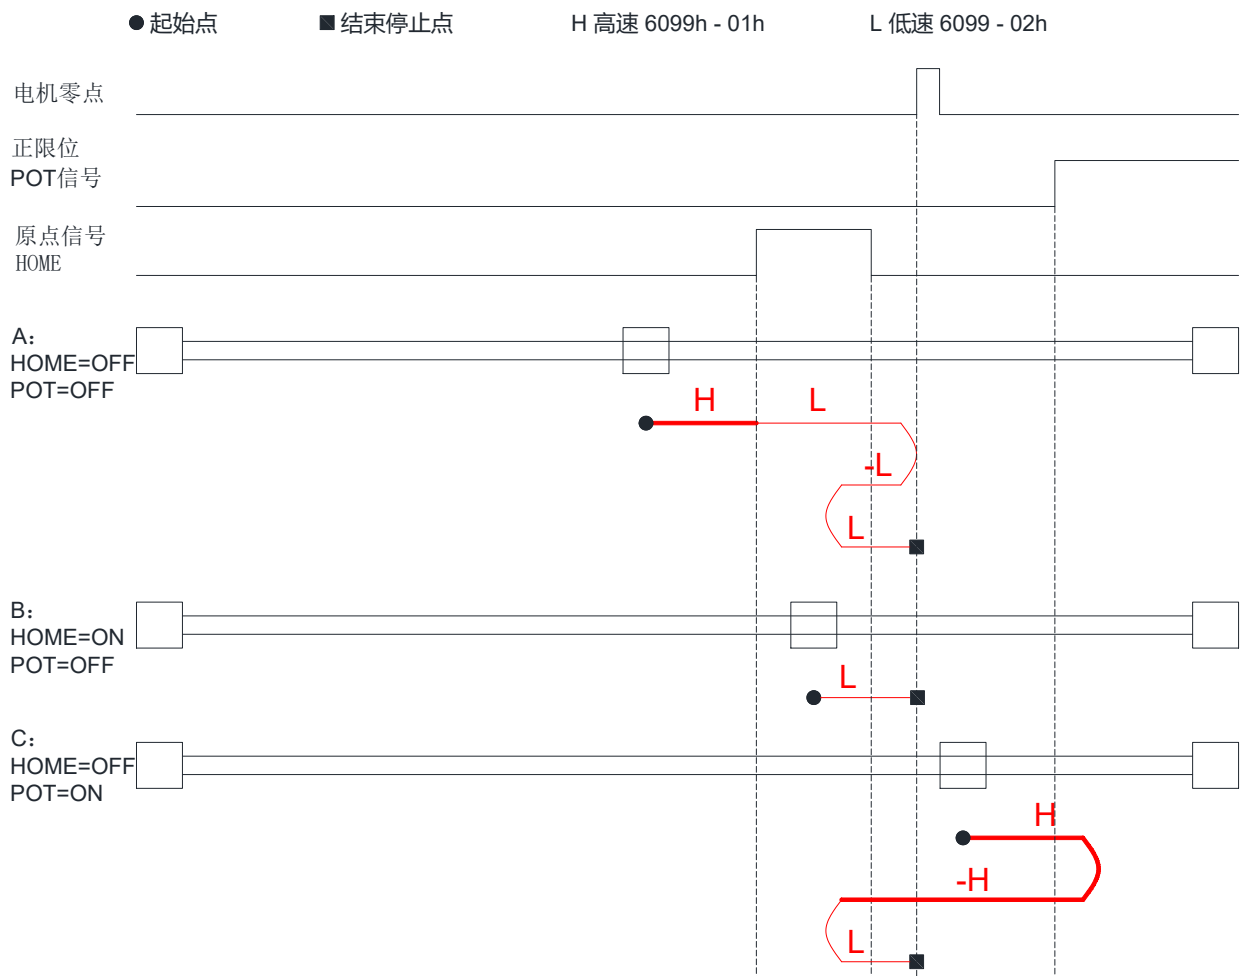 起始点 结束停止点 H 高速 6099h - 01h L 低速 6099 - 02h
电机零点
正限位
POT信号
原点信号
HOME
A：
HOME=OFF
POT=OFF
H L
-L
L
B：
HOME=ON
POT=OFF
L
C：
HOME=OFF
POT=ON
H
-H
L